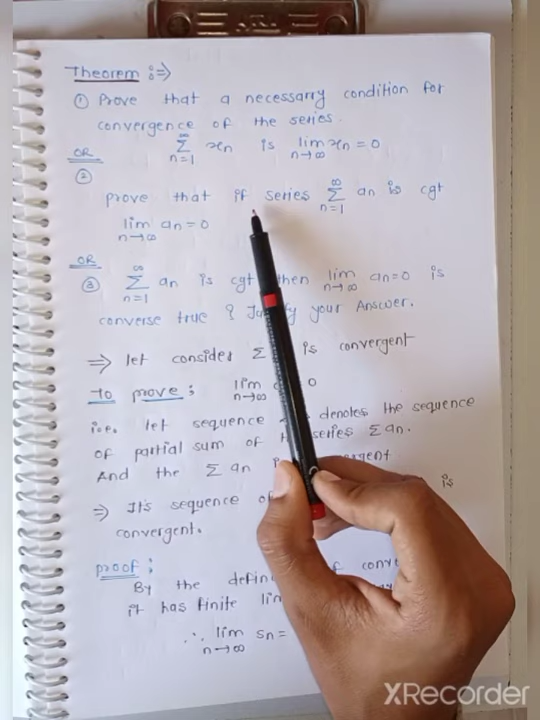 Theorem :⇒
① Prove that a necessary condition for
convergence of the series.
∞ Σ n=1 xn is lim n→∞ xn = 0
OR
②
prove that if series ∞ Σ n=1 an is cgt
lim n→∞ an = 0
OR
③ ∞ Σ n=1 an is cgt then lim n→∞ an=0 is
converse true ? Justify your Answer.
⇒ let consider Σ is convergent
To prove : lim n→∞ 0
i.e. let sequence denotes the sequence
of partial sum of the series Σ an.
And the Σ an
⇒ It's sequence of is
convergent.
proof :
By the of
it has finite
∴ lim n→∞ Sn =
XRecorder